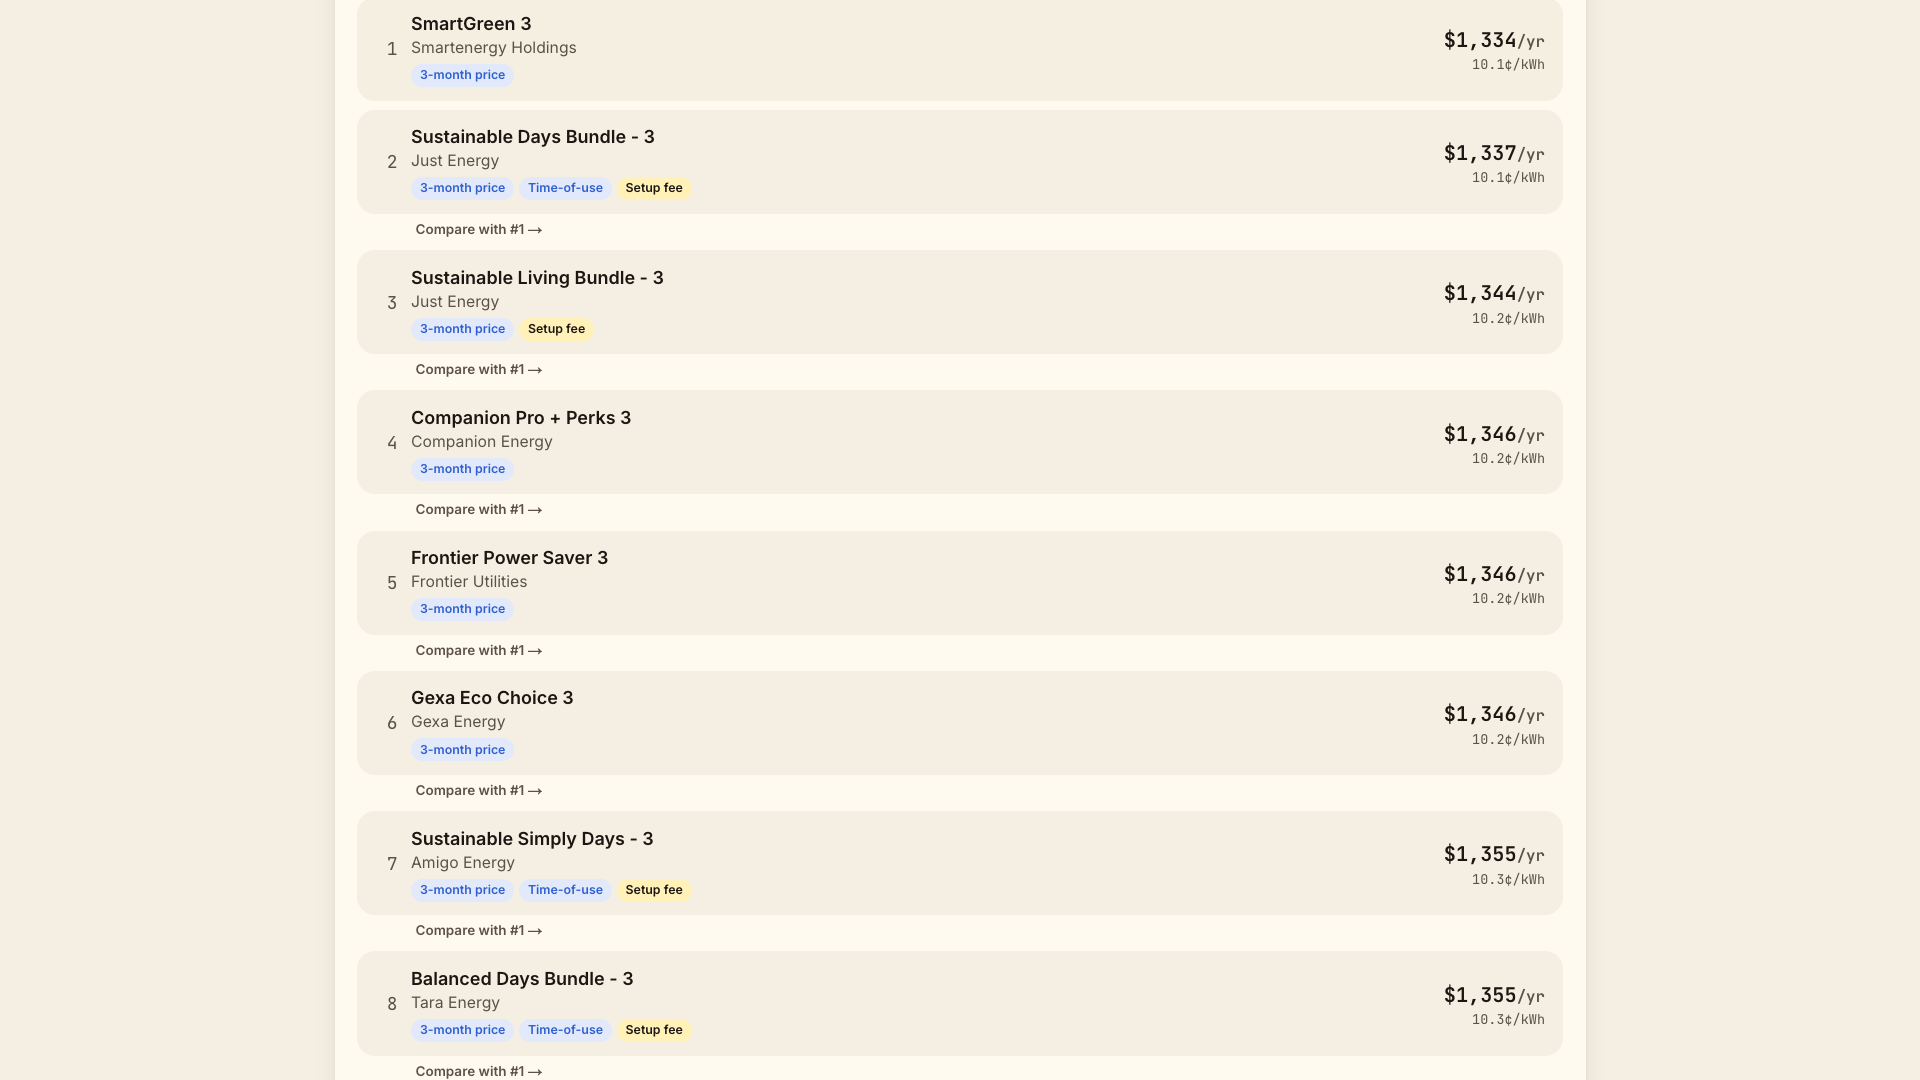 SmartGreen 3
1
Smartenergy Holdings
3-month price
$1,334/yr
10.1¢/kWh
Sustainable Days Bundle - 3
2
Just Energy
3-month price Time-of-use Setup fee
$1,337/yr
10.1¢/kWh
Compare with #1 →
Sustainable Living Bundle - 3
3
Just Energy
3-month price Setup fee
$1,344/yr
10.2¢/kWh
Compare with #1 →
Companion Pro + Perks 3
4
Companion Energy
3-month price
$1,346/yr
10.2¢/kWh
Compare with #1 →
Frontier Power Saver 3
5
Frontier Utilities
3-month price
$1,346/yr
10.2¢/kWh
Compare with #1 →
Gexa Eco Choice 3
6
Gexa Energy
3-month price
$1,346/yr
10.2¢/kWh
Compare with #1 →
Sustainable Simply Days - 3
7
Amigo Energy
3-month price Time-of-use Setup fee
$1,355/yr
10.3¢/kWh
Compare with #1 →
Balanced Days Bundle - 3
8
Tara Energy
3-month price Time-of-use Setup fee
$1,355/yr
10.3¢/kWh
Compare with #1 →